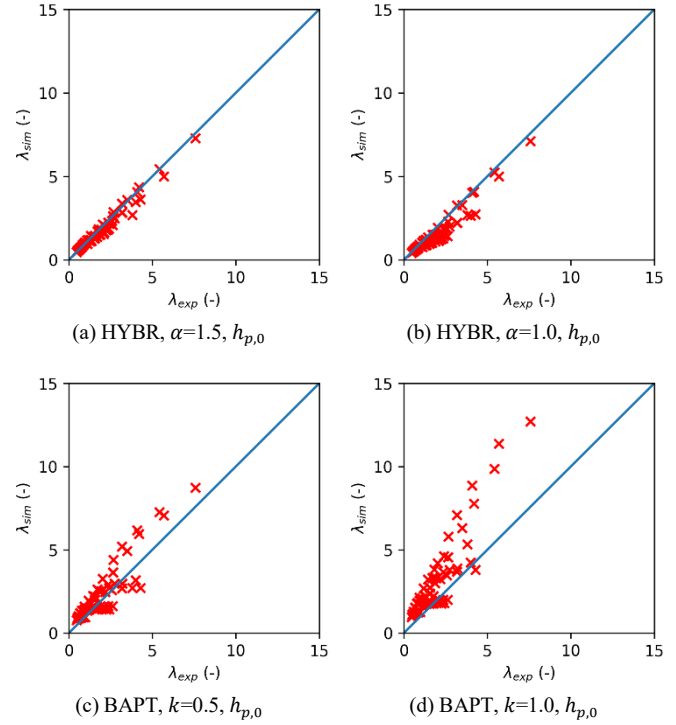 15
10
5
0
λsim (-)
0 5 10 15
λexp (-)
(a) HYBR, α=1.5, hp,0
15
10
5
0
λsim (-)
0 5 10 15
λexp (-)
(b) HYBR, α=1.0, hp,0
15
10
5
0
λsim (-)
0 5 10 15
λexp (-)
(c) BAPT, k=0.5, hp,0
15
10
5
0
λsim (-)
0 5 10 15
λexp (-)
(d) BAPT, k=1.0, hp,0